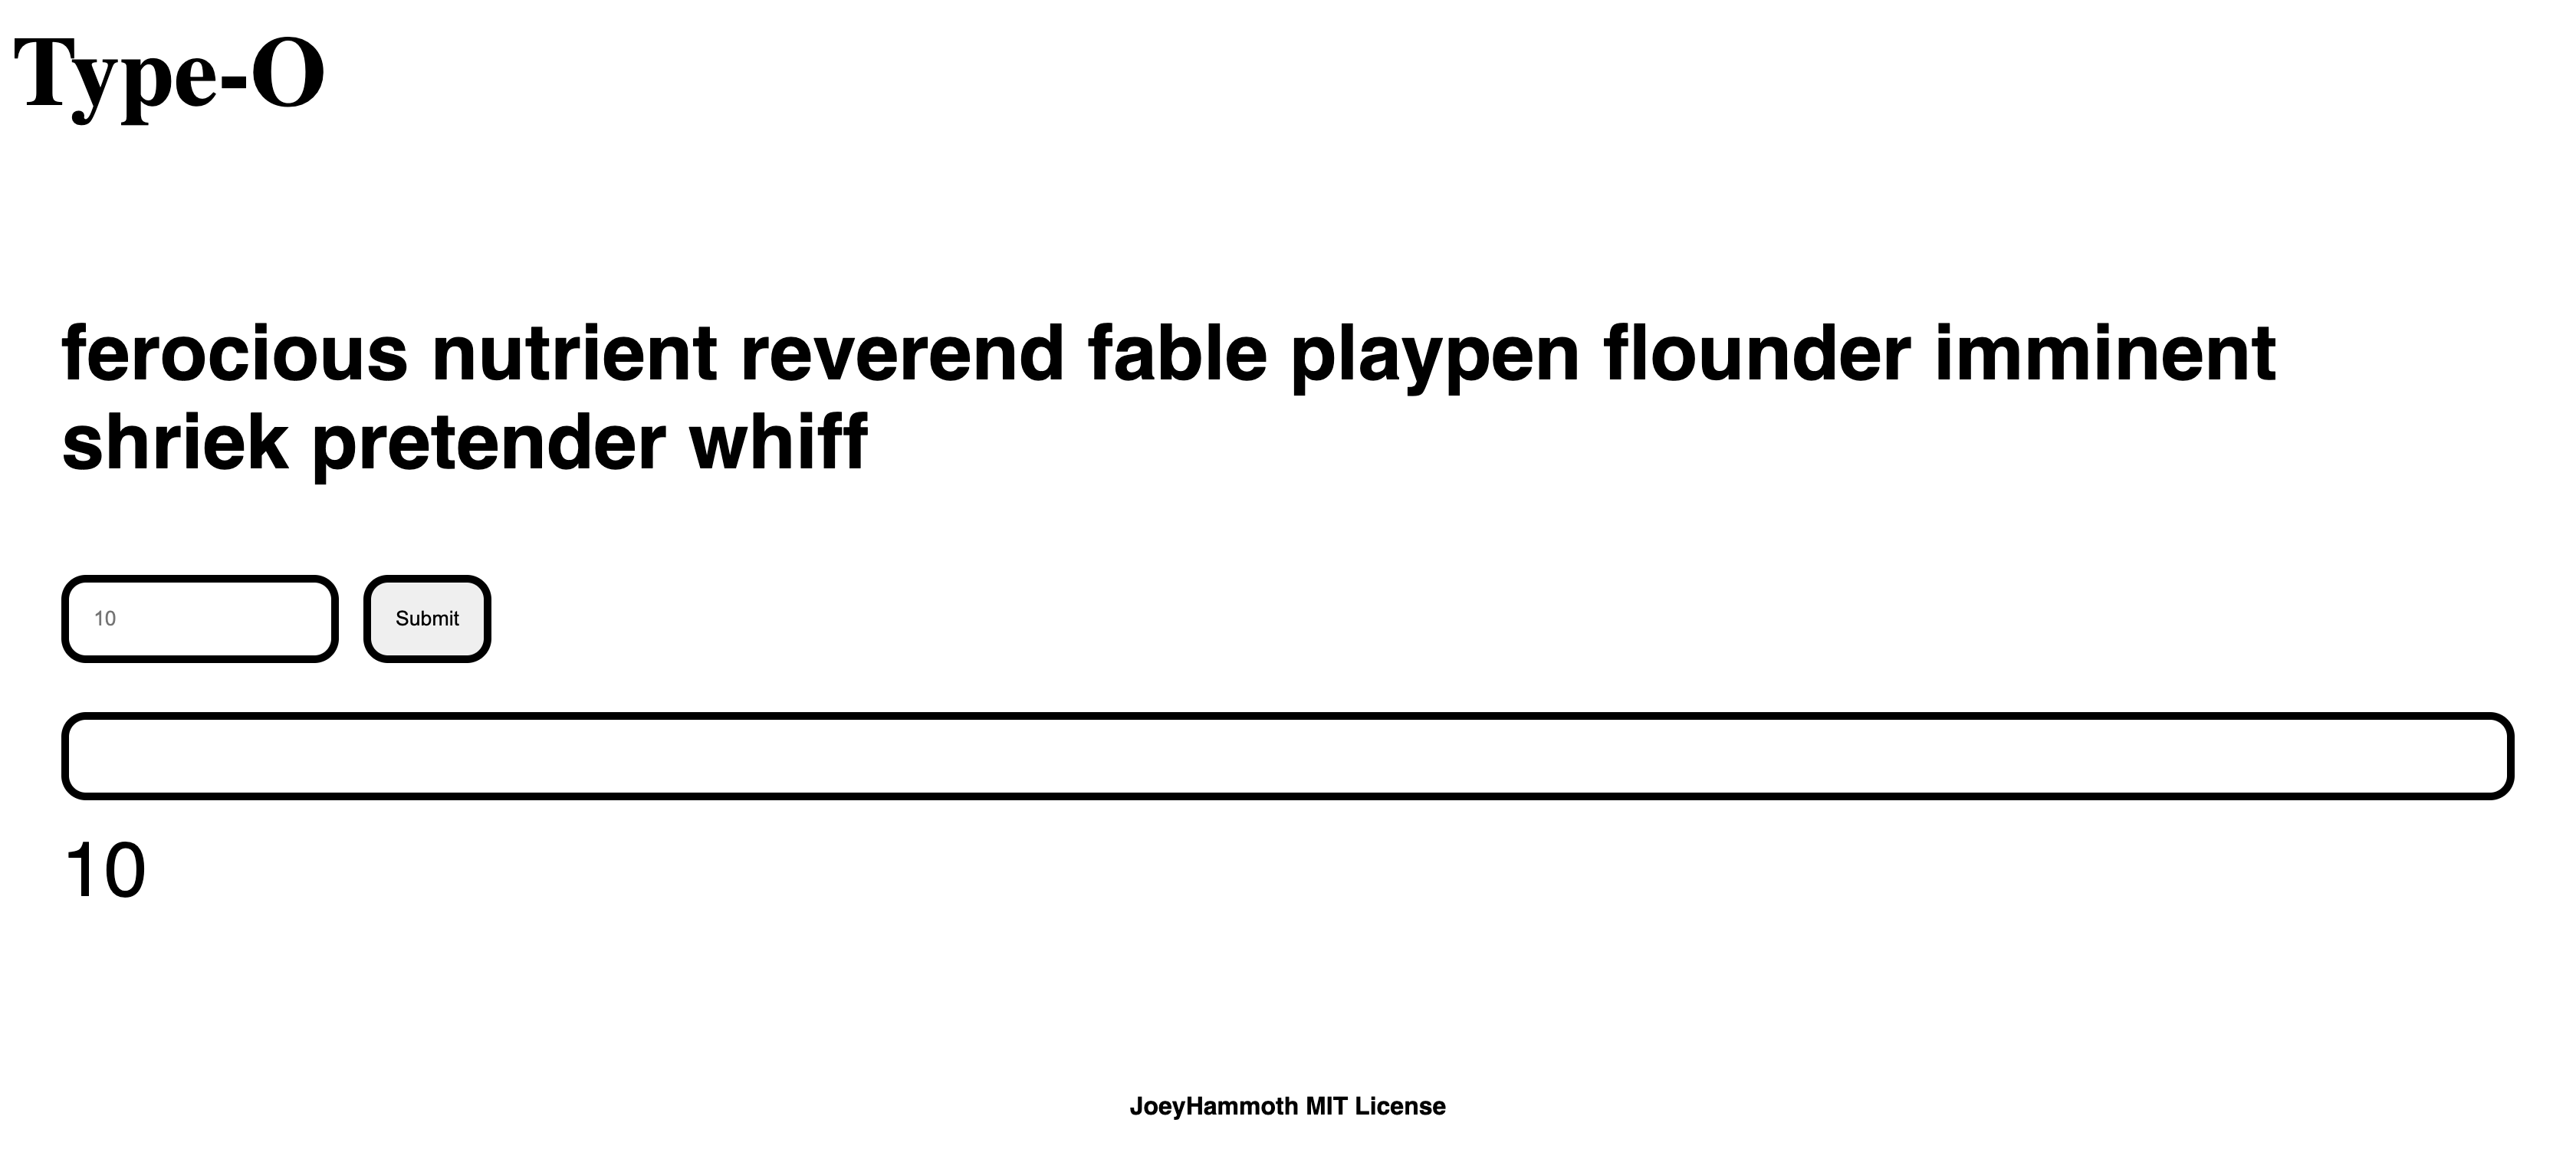 Type-O
ferocious nutrient reverend fable playpen flounder imminent
shriek pretender whiff
10 Submit
10
JoeyHammoth MIT License